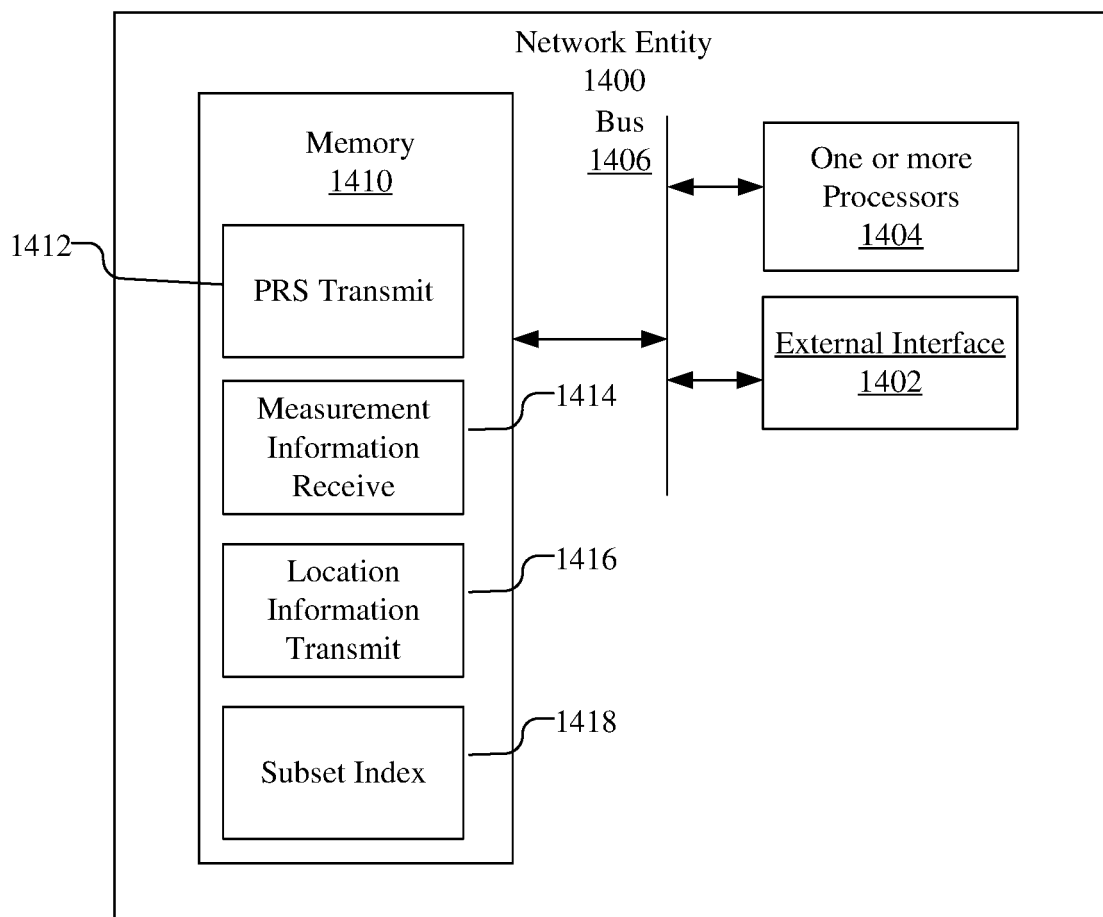 Network Entity
1400
Bus
1406
Memory
1410
One or more
Processors
1404
1412
PRS Transmit
External Interface
1402
Measurement
Information
Receive
1414
Location
Information
Transmit
1416
Subset Index
1418